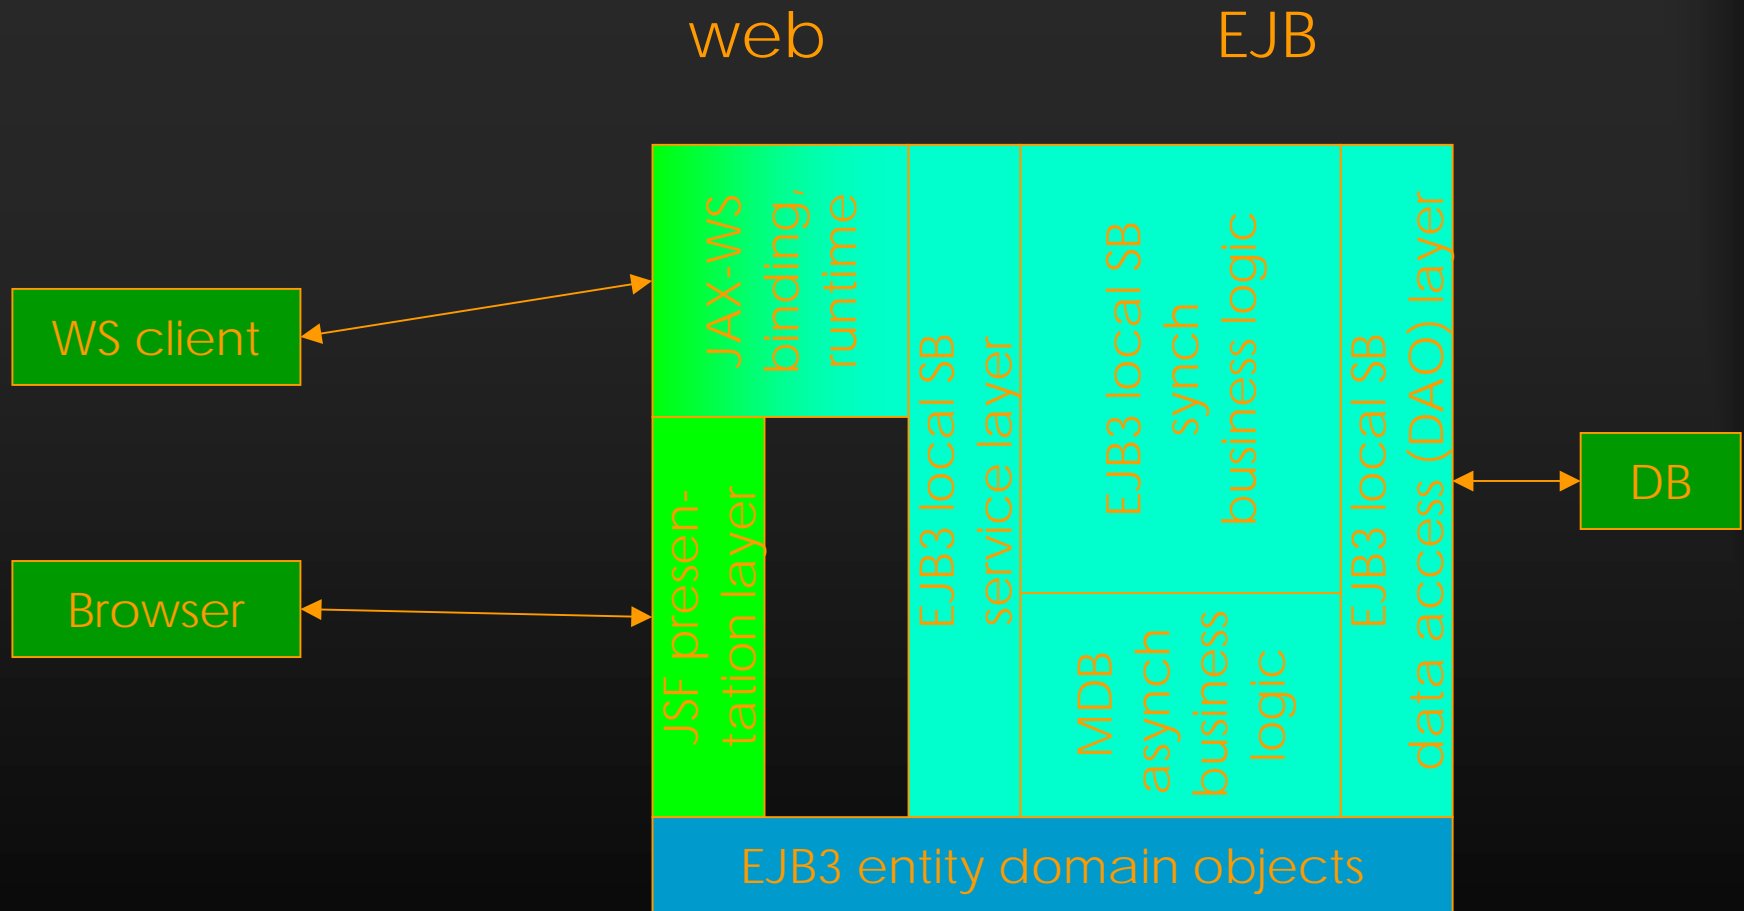 web
EJB
WS client
Browser
JAX-WS
binding,
runtime
JSF presen-
tation layer
EJB3 local SB
service layer
EJB3 local SB
synch
business logic
MDB
asynch
business
logic
EJB3 local SB
data access (DAO) layer
DB
EJB3 entity domain objects